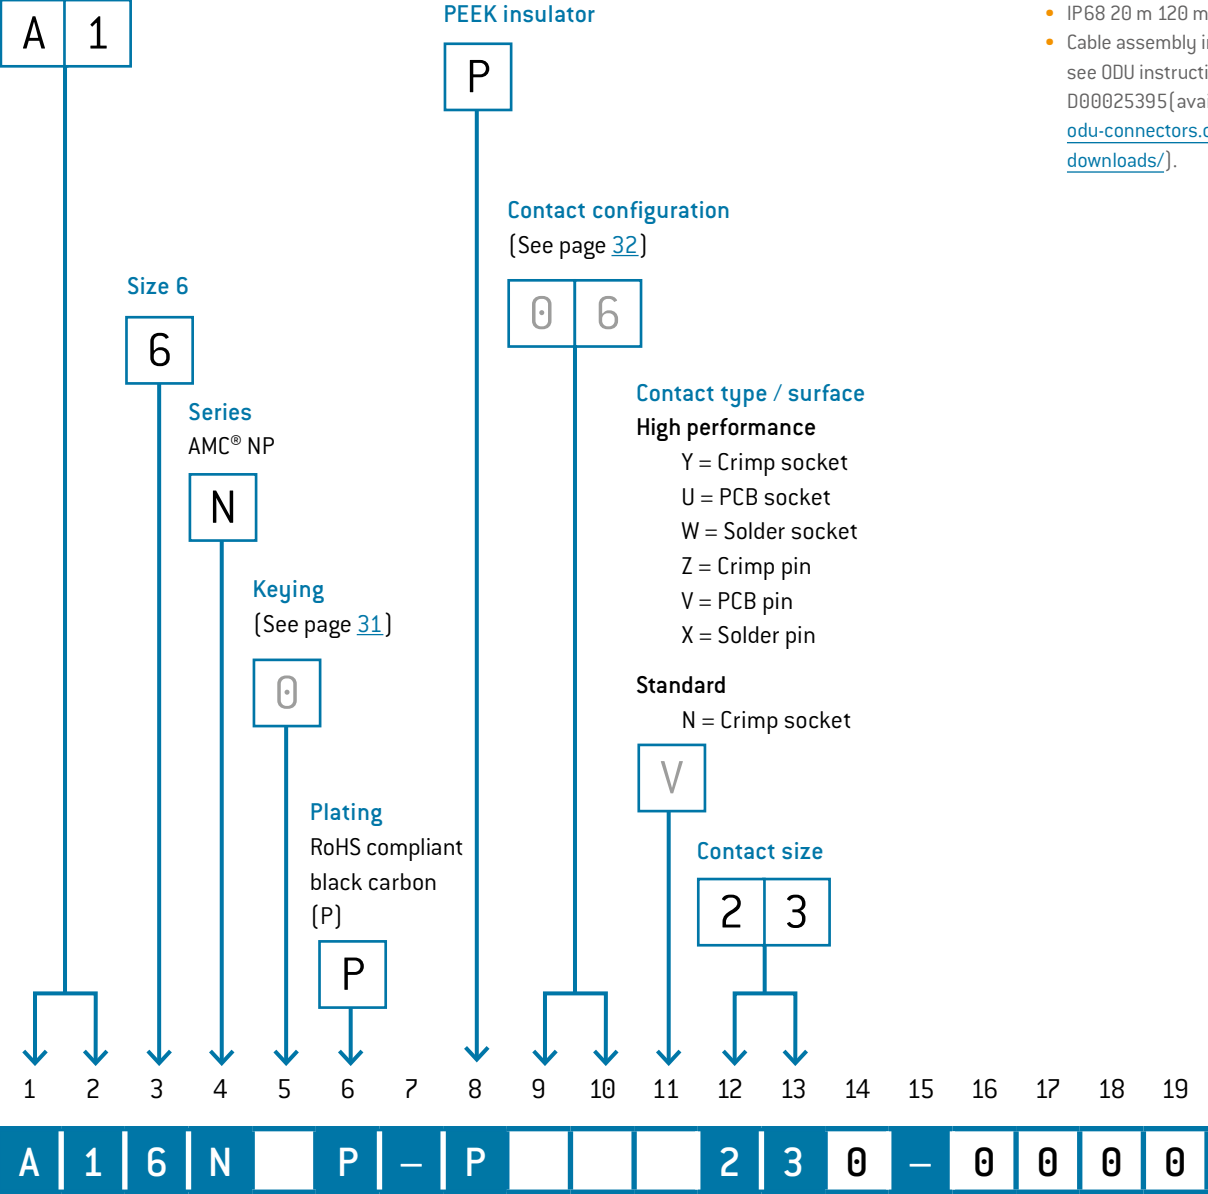 A 1
PEEK insulator
P
• IP68 20 m 120 m
• Cable assembly i
see ODU instructi
D00025395(avai
odu-connectors.
downloads/).
Contact configuration
(See page 32)
0 6
Size 6
6
Series
AMC® NP
N
Keying
(See page 31)
0
Contact type / surface
High performance
Y = Crimp socket
U = PCB socket
W = Solder socket
Z = Crimp pin
V = PCB pin
X = Solder pin
Standard
N = Crimp socket
V
Plating
RoHS compliant
black carbon
(P)
P
Contact size
2 3
1 2 3 4 5 6 7 8 9 10 11 12 13 14 15 16 17 18 19
A 1 6 N P – P 2 3 0 – 0 0 0 0